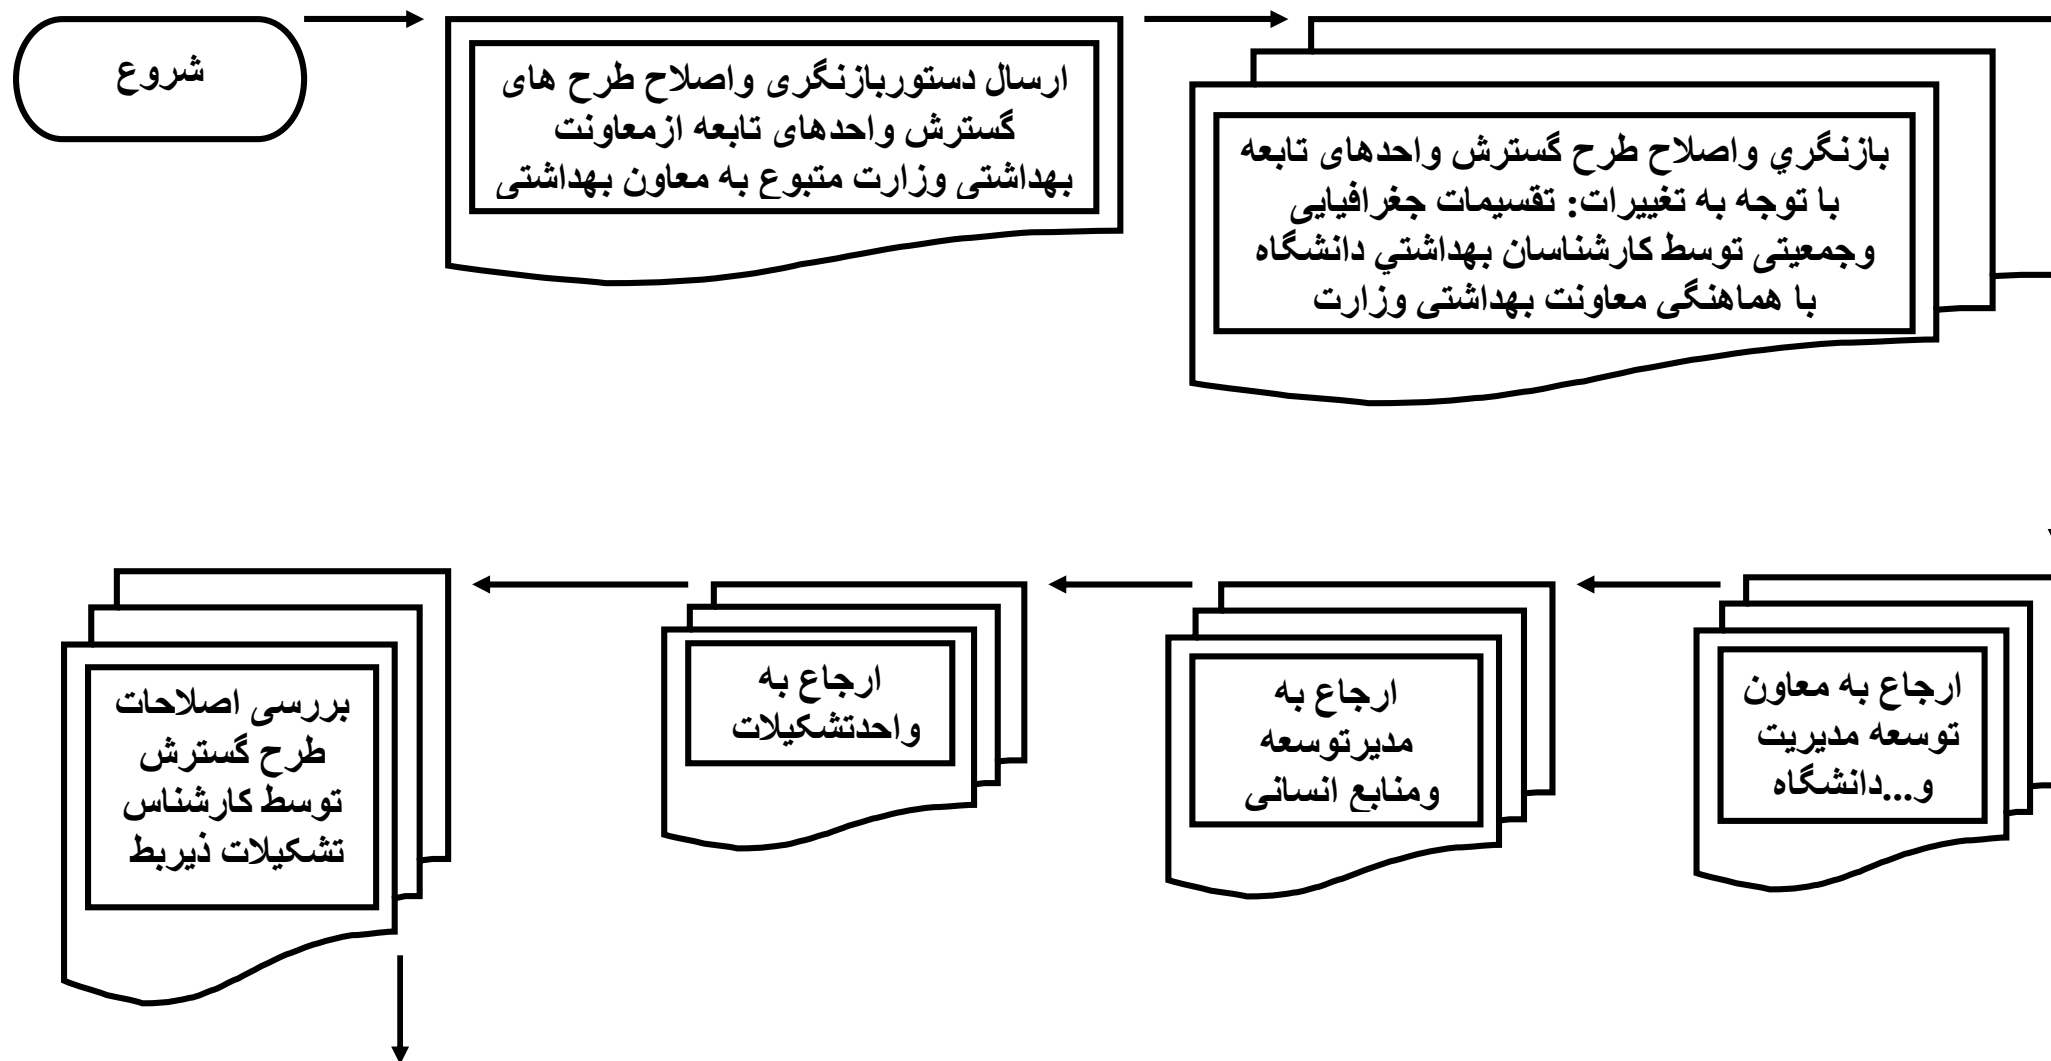 شروع
ارسال دستوربازنگری واصلاح طرح های
گسترش واحدهای تابعه ازمعاونت
بهداشتی وزارت متبوع به معاون بهداشتی
بازنگري واصلاح طرح گسترش واحدهای تابعه
با توجه به تغییرات: تقسیمات جغرافیایی
وجمعیتی توسط کارشناسان بهداشتي دانشگاه
با هماهنگی معاونت بهداشتی وزارت
ارجاع به معاون
توسعه مدیریت
و...دانشگاه
ارجاع به
مدیرتوسعه
ومنابع انسانی
ارجاع به
واحدتشکیلات
بررسی اصلاحات
طرح گسترش
توسط کارشناس
تشکیلات ذیربط